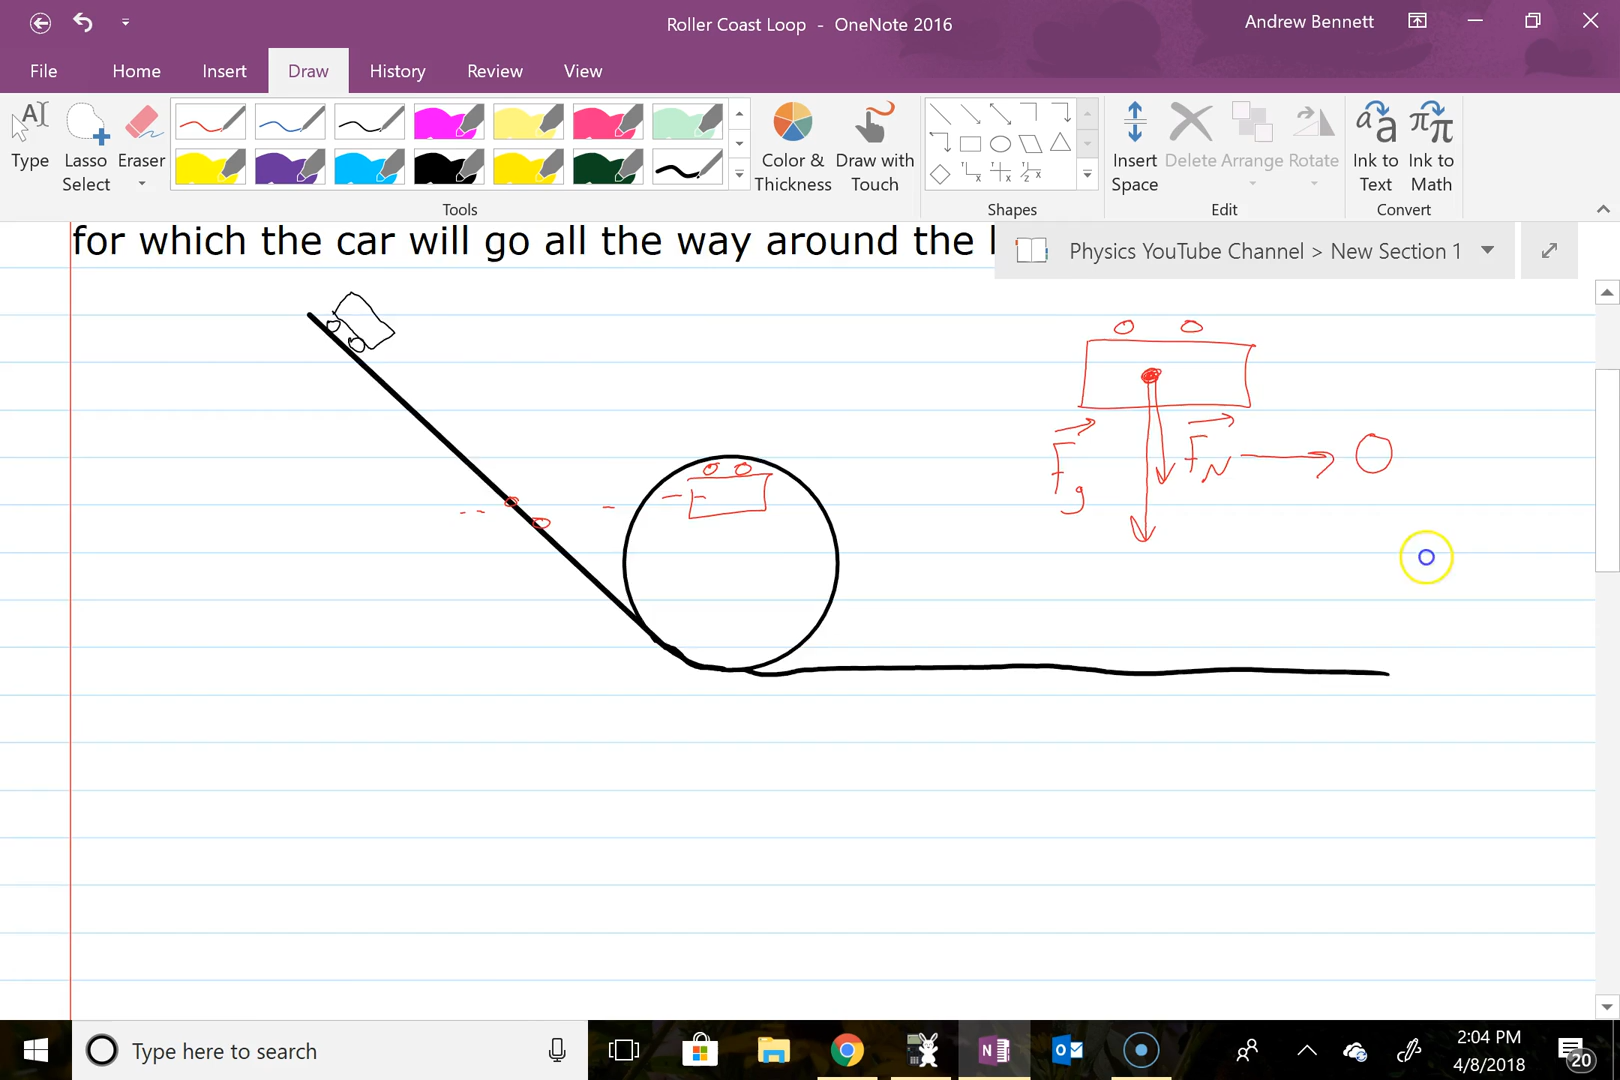 Roller Coast Loop - OneNote 2016
Andrew Bennett
File Home Insert Draw History Review View
Type
Lasso Select
Eraser
Color & Thickness
Draw with Touch
Insert Space
Delete
Arrange
Rotate
Ink to Text
Ink to Math
Tools
Shapes
Edit
Convert
for which the car will go all the way around the l
Physics YouTube Channel > New Section 1
F g
F N → 0
Type here to search
2:04 PM
4/8/2018
20